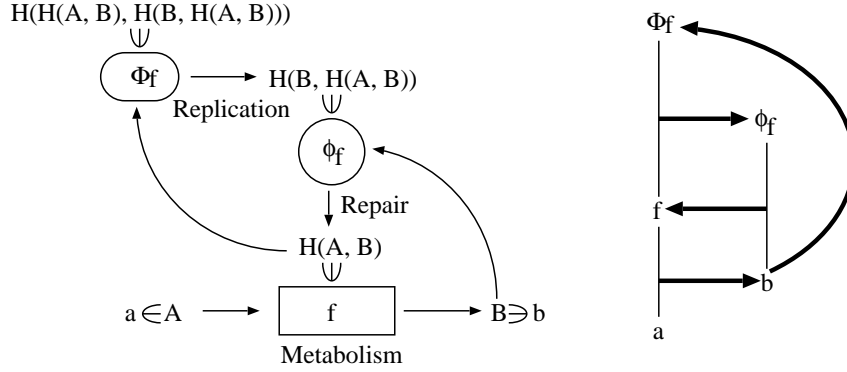 H(H(A, B), H(B, H(A, B)))
Φf
H(B, H(A, B))
Replication
ϕf
Repair
H(A, B)
a ∈ A
f
B ∋ b
Metabolism
Φf
ϕf
f
b
a